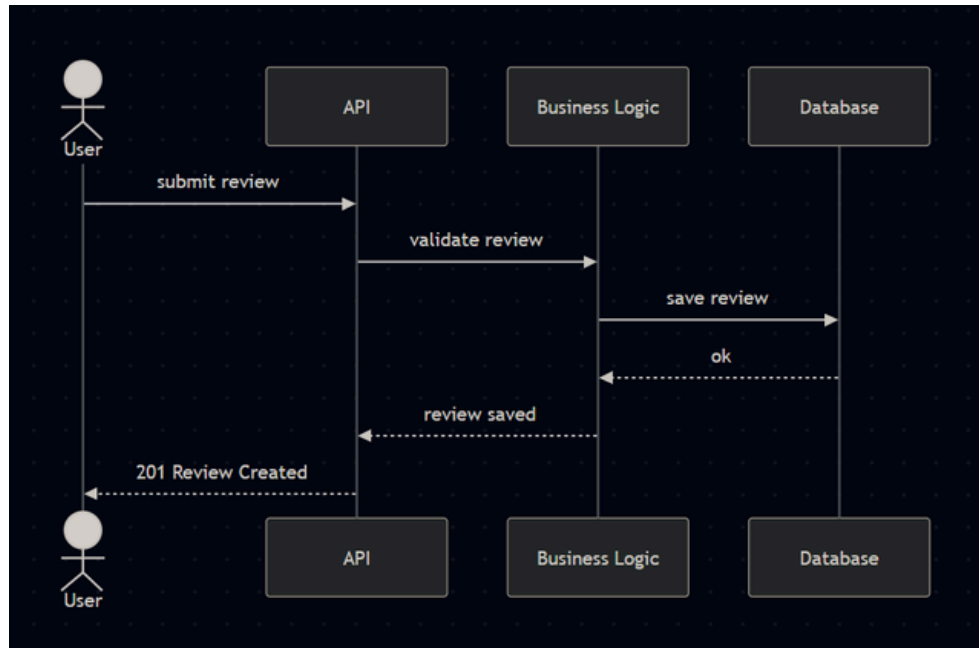 API
Business Logic
Database
User
submit review
validate review
save review
ok
review saved
201 Review Created
API
Business Logic
Database
User